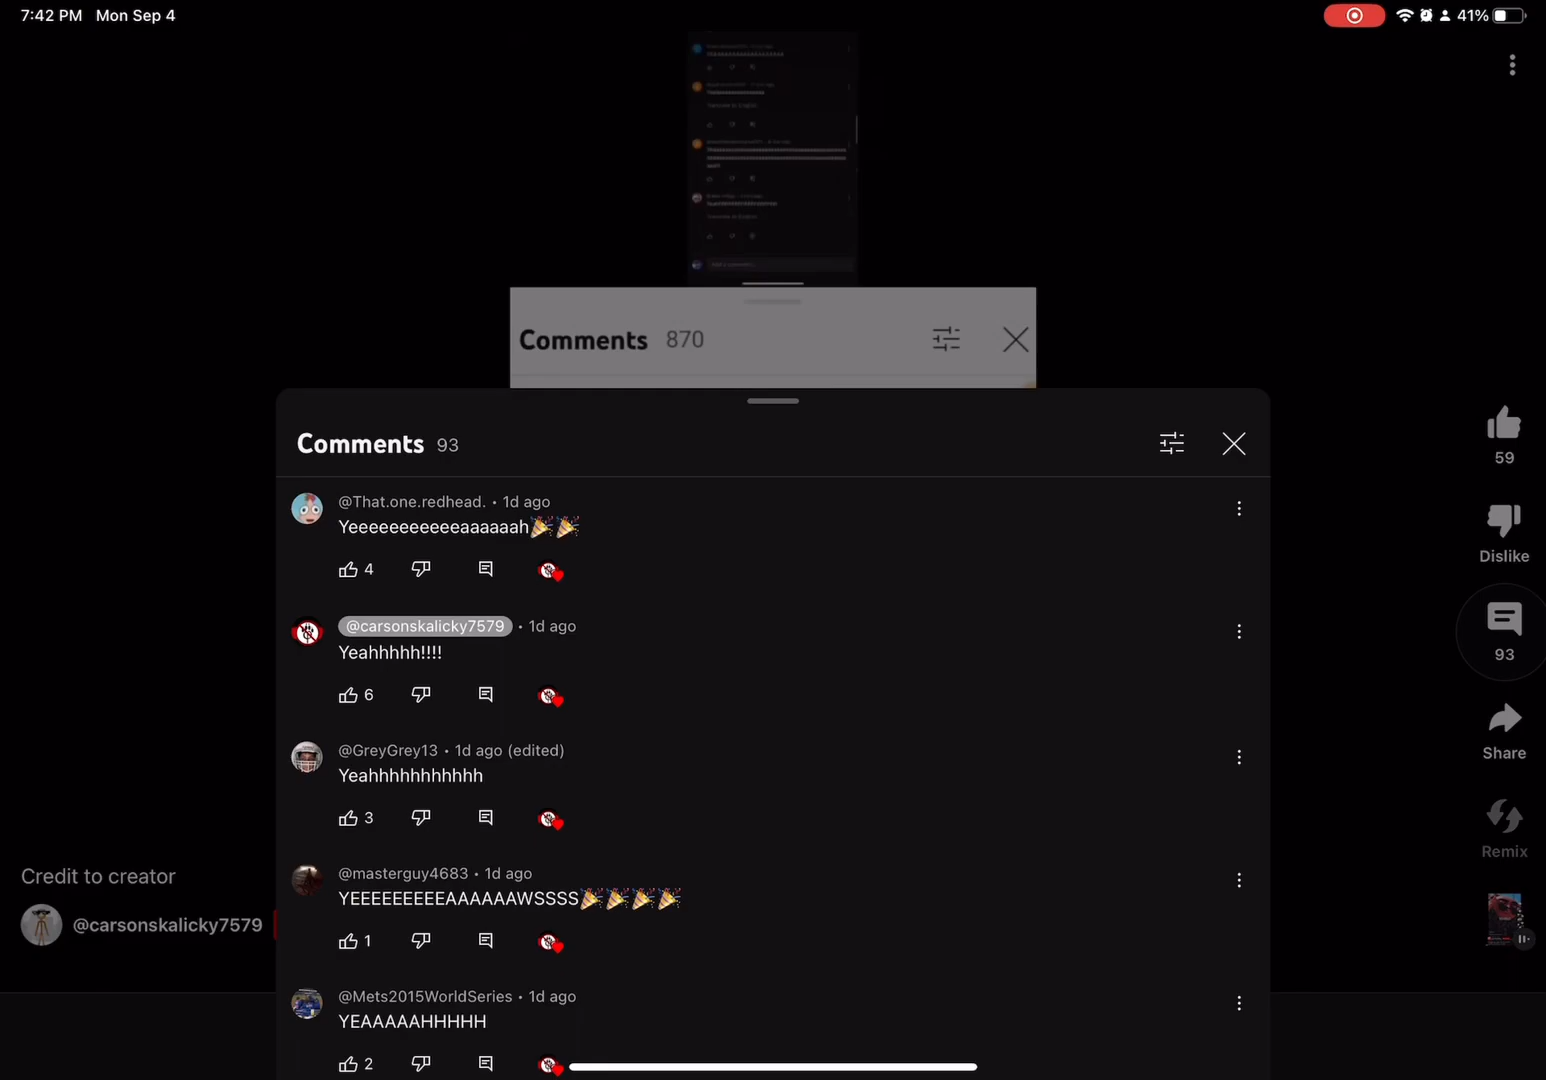 7:42 PM Mon Sep 4
41%
Comments 870
Comments 93
@That.one.redhead. • 1d ago
Yeeeeeeeeeeeaaaaaah🎉🎉
4
@carsonskalicky7579 • 1d ago
Yeahhhhh!!!!
6
@GreyGrey13 • 1d ago (edited)
Yeahhhhhhhhhhh
3
@masterguy4683 • 1d ago
YEEEEEEEEEAAAAAAWSSSS🎉🎉🎉🎉
1
@Mets2015WorldSeries • 1d ago
YEAAAAAHHHHH
2
59
Dislike
93
Share
Remix
Credit to creator
@carsonskalicky7579